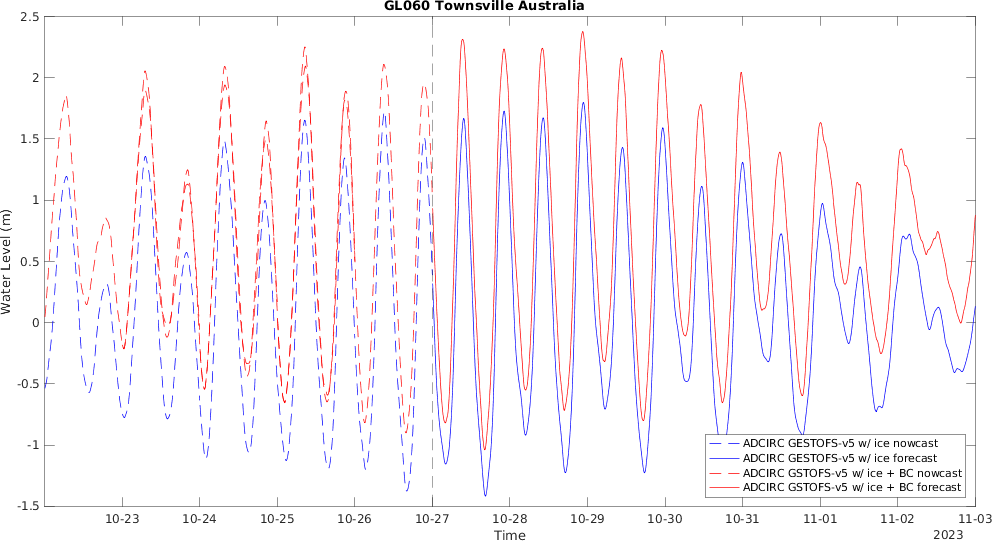 GL060 Townsville Australia
2.5
2
1.5
1
0.5
0
-0.5
-1
-1.5
Water Level (m)
ADCIRC GESTOFS-v5 w/ ice nowcast
ADCIRC GESTOFS-v5 w/ ice forecast
ADCIRC GSTOFS-v5 w/ ice + BC nowcast
ADCIRC GSTOFS-v5 w/ ice + BC forecast
10-23 10-24 10-25 10-26 10-27 10-28 10-29 10-30 10-31 11-01 11-02 11-03
Time
2023